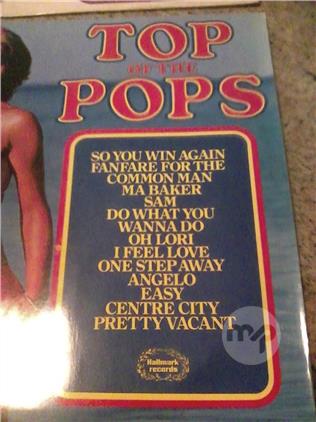 TOP
OF THE
POPS
SO YOU WIN AGAIN
FANFARE FOR THE
COMMON MAN
MA BAKER
SAM
DO WHAT YOU
WANNA DO
OH LORI
I FEEL LOVE
ONE STEP AWAY
ANGELO
EASY
CENTRE CITY
PRETTY VACANT
Hallmark
records
mp